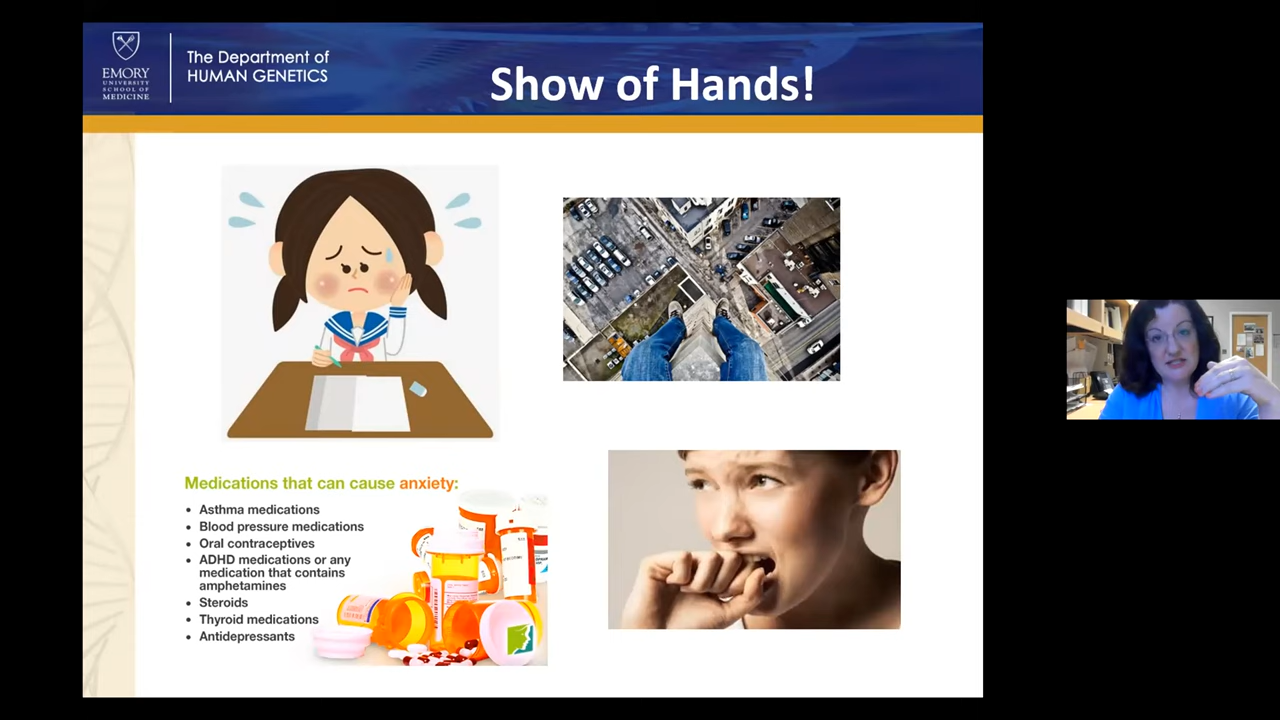 EMORY
UNIVERSITY
SCHOOL OF
MEDICINE
The Department of
HUMAN GENETICS
Show of Hands!
Medications that can cause anxiety:
• Asthma medications
• Blood pressure medications
• Oral contraceptives
• ADHD medications or any
medication that contains
amphetamines
• Steroids
• Thyroid medications
• Antidepressants